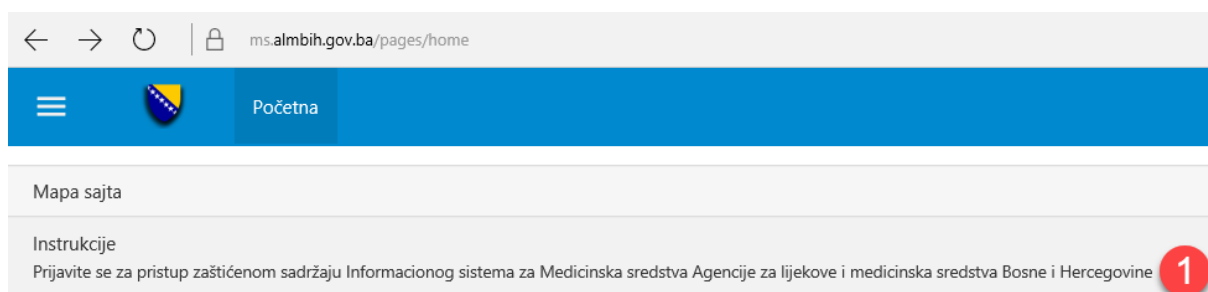 ms.almbih.gov.ba/pages/home
Početna
Mapa sajta
Instrukcije
Prijavite se za pristup zaštićenom sadržaju Informacionog sistema za Medicinska sredstva Agencije za lijekove i medicinska sredstva Bosne i Hercegovine 1